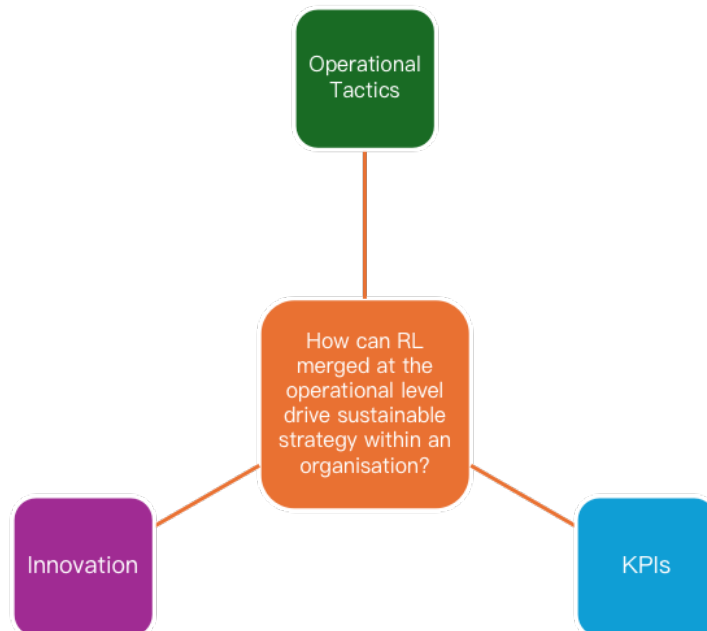 Operational
Tactics
How can RL
merged at the
operational level
drive sustainable
strategy within an
organisation?
Innovation
KPIs